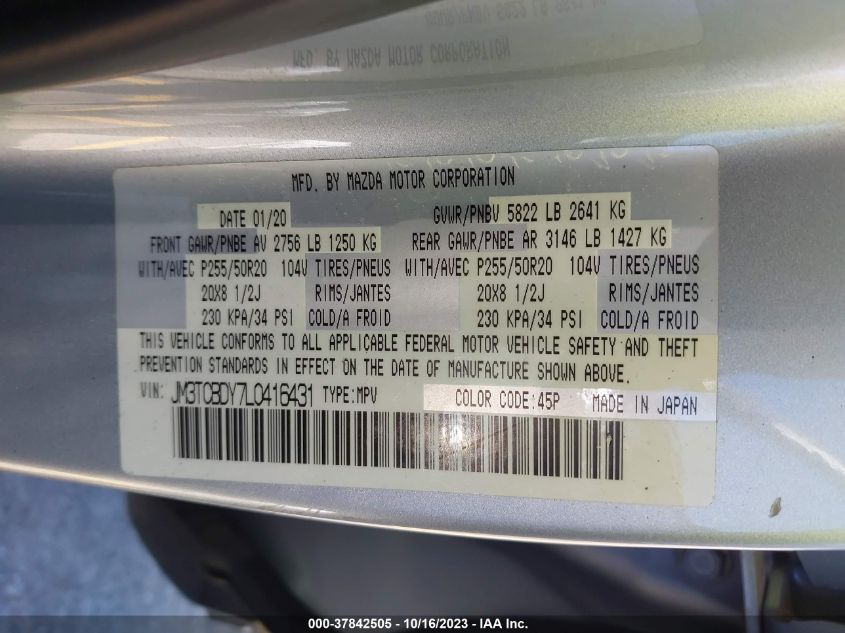 MFD. BY MAZDA MOTOR CORPORATION
DATE 01/20 GVWR/PNBV 5822 LB 2641 KG
FRONT GAWR/PNBE AV 2756 LB 1250 KG REAR GAWR/PNBE AR 3146 LB 1427 KG
WITH/AVEC P255/50R20 104V TIRES/PNEUS WITH/AVEC P255/50R20 104V TIRES/PNEUS
20X8 1/2J RIMS/JANTES 20X8 1/2J RIMS/JANTES
230 KPA/34 PSI COLD/A FROID 230 KPA/34 PSI COLD/A FROID
THIS VEHICLE CONFORMS TO ALL APPLICABLE FEDERAL MOTOR VEHICLE SAFETY AND THEFT
PREVENTION STANDARDS IN EFFECT ON THE DATE OF MANUFACTURE SHOWN ABOVE.
VIN: JM3TCBDY7L0416431 TYPE:MPV COLOR CODE:45P MADE IN JAPAN
000-37842505 - 10/16/2023 - IAA Inc.